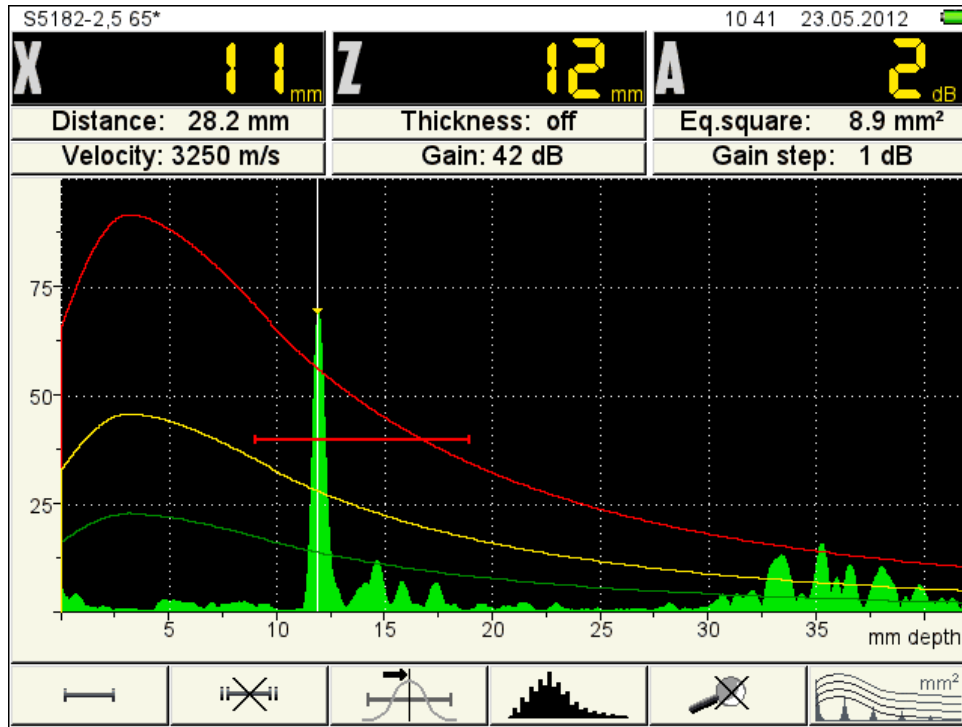 S5182-2,5 65* 10 41 23.05.2012
X 11 mm Z 12 mm A 2 dB
Distance: 28.2 mm Thickness: off Eq.square: 8.9 mm²
Velocity: 3250 m/s Gain: 42 dB Gain step: 1 dB
75
50
25
5 10 15 20 25 30 35 mm depth
mm²